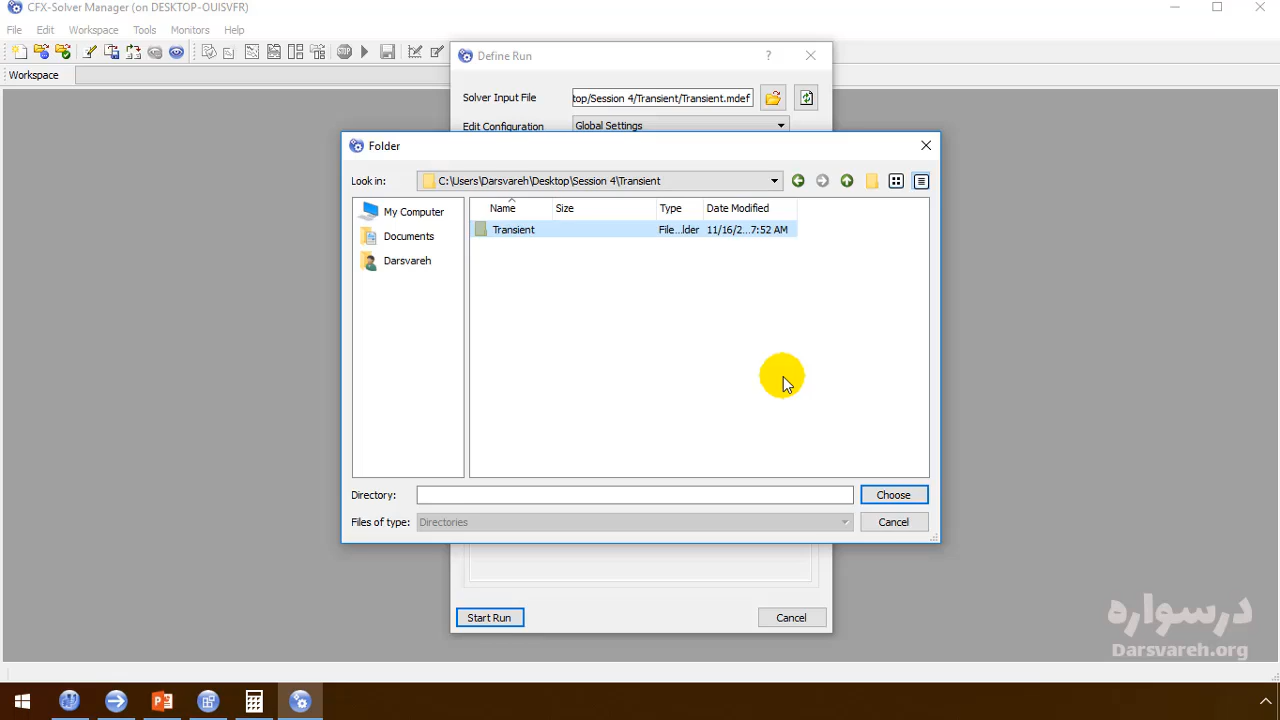 CFX-Solver Manager (on DESKTOP-OUISVFR)
File Edit Workspace Tools Monitors Help
Workspace
Define Run
?
Solver Input File top/Session 4/Transient/Transient.mdef
Edit Configuration Global Settings
Folder
Look in: C:\Users\Darsvareh\Desktop\Session 4\Transient
My Computer
Documents
Darsvareh
Name Size Type Date Modified
Transient File...lder 11/16/2...7:52 AM
Directory: Choose
Files of type: Directories Cancel
Start Run Cancel
درسواره
Darsvareh.org